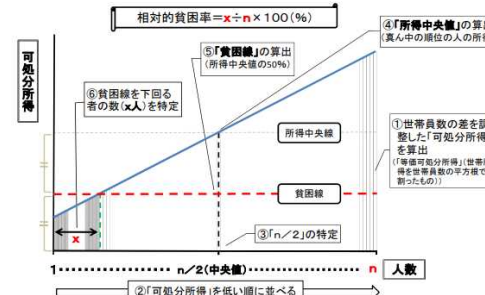 相対的貧困率=x÷n×100(%)
④「所得中央値」
(真ん中の順位の人の所得
⑤「貧困線」の算出
(所得中央値の50%)
可処分所得
⑥貧困線を下回る
者の数(x人)を特定
所得中央線
①世帯員数の差を調
整した「可処分所得
を算出
(「等価可処分所得」(世帯
得を世帯員数の平方根で
割ったもの))
貧困線
x
③「n/2」の特定
1
n/2(中央値)
n
人数
②「可処分所得」を低い順に並べる